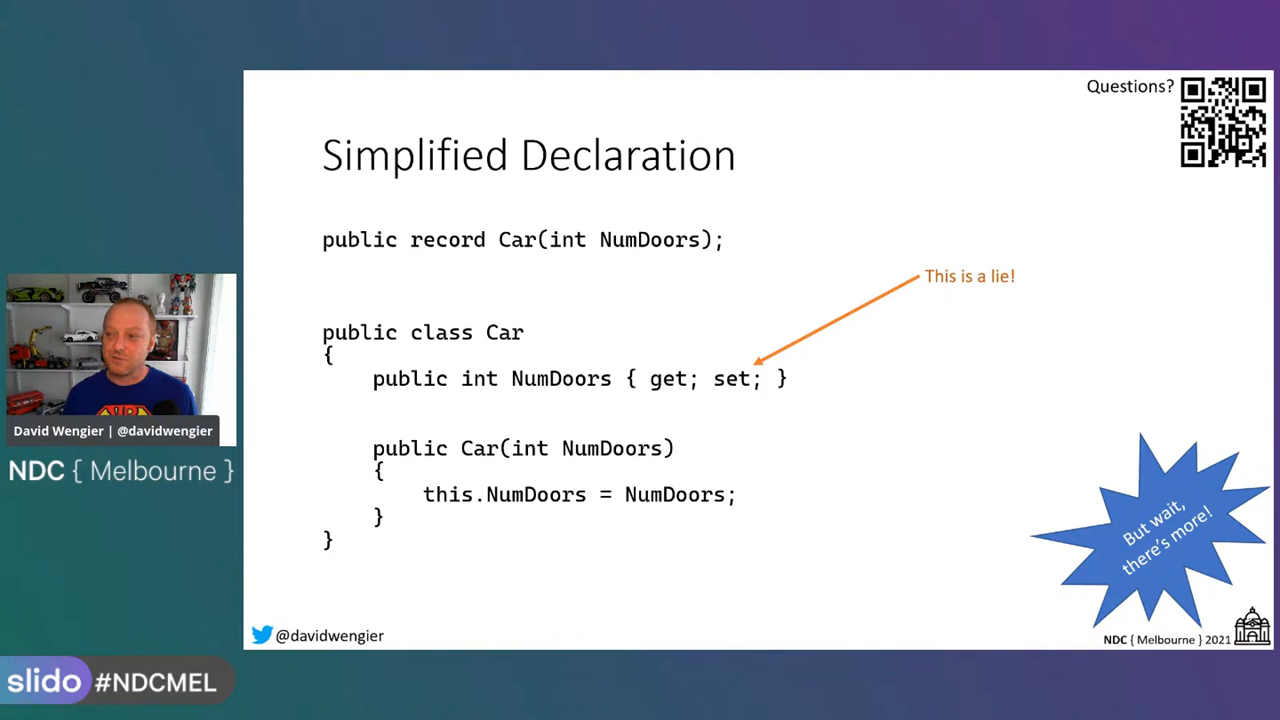 Questions?
Simplified Declaration
public record Car(int NumDoors);
This is a lie!
public class Car
{
public int NumDoors { get; set; }
public Car(int NumDoors)
{
this.NumDoors = NumDoors;
}
}
But wait,
there's more!
@davidwengier
NDC { Melbourne } 2021
David Wengier | @davidwengier
NDC { Melbourne }
slido #NDCMEL